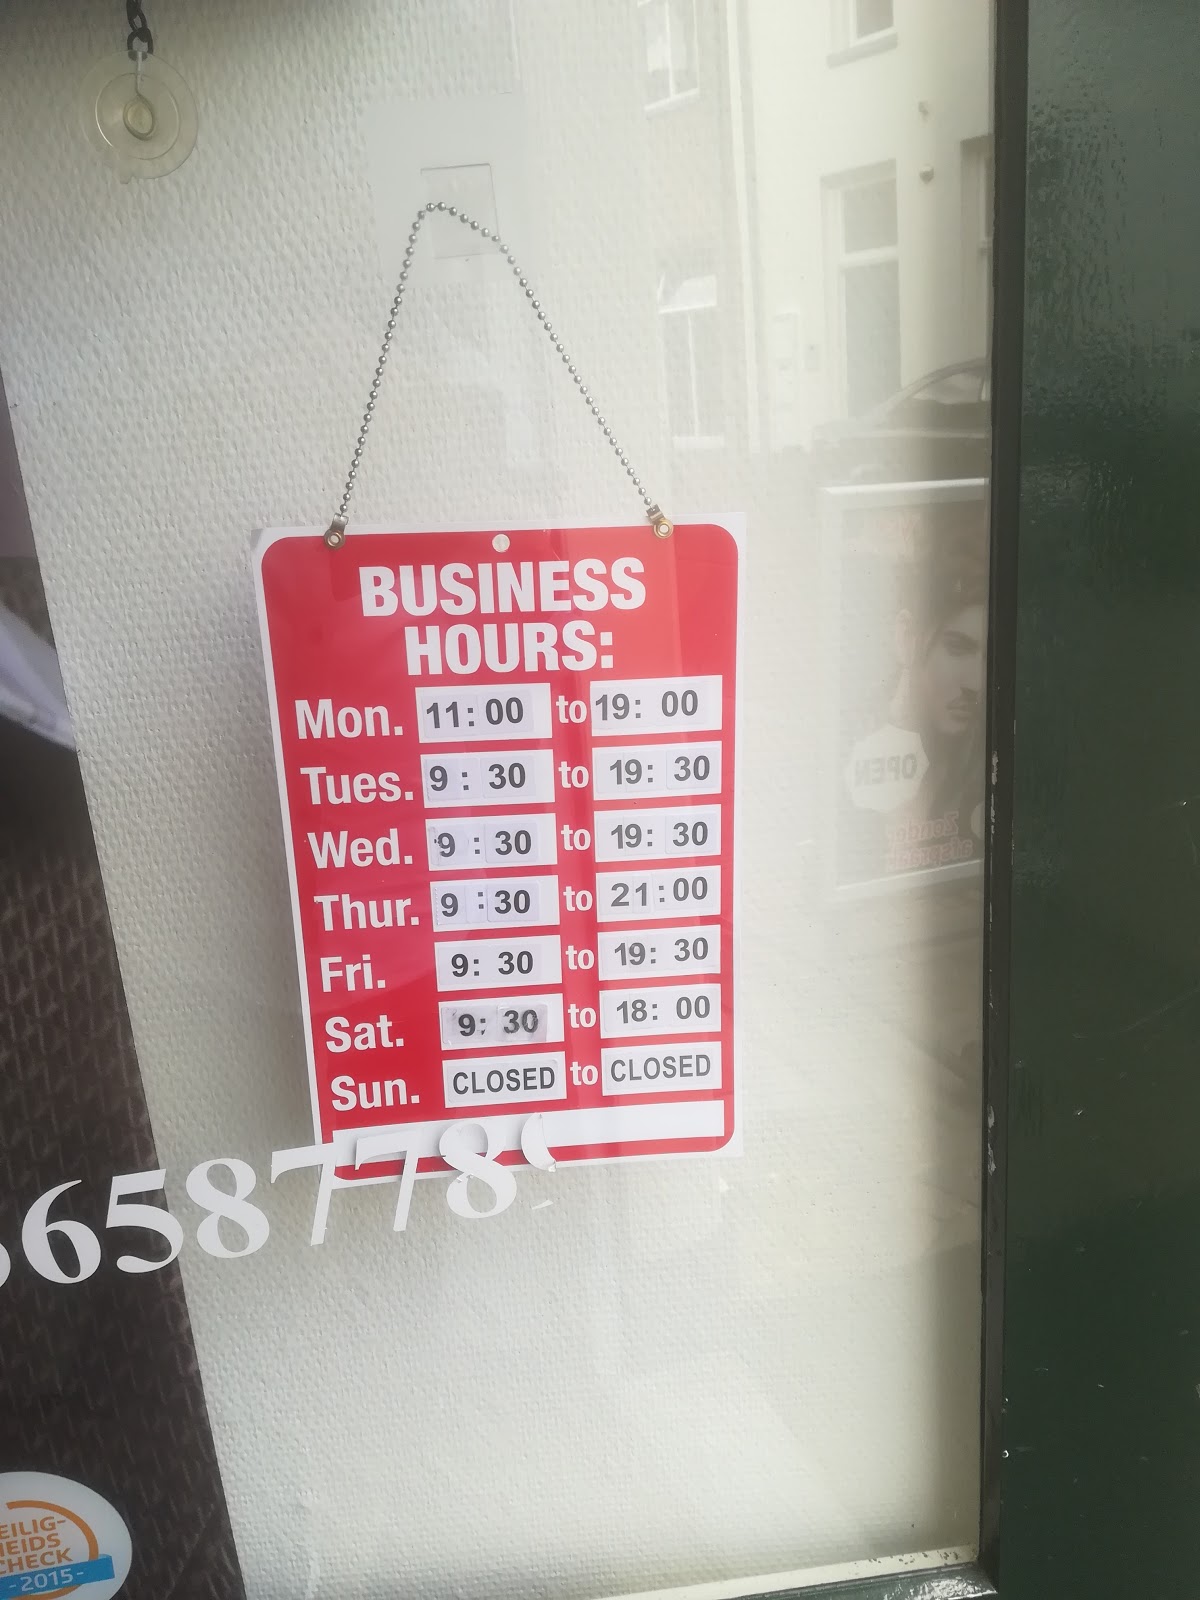 BUSINESS
HOURS:
Mon. 11:00 to 19:00
Tues. 9:30 to 19:30
Wed. 9:30 to 19:30
Thur. 9:30 to 21:00
Fri. 9:30 to 19:30
Sat. 9:30 to 18:00
Sun. CLOSED to CLOSED
658778
OPEN
EILIG-
HEIDS
CHECK
-2015-